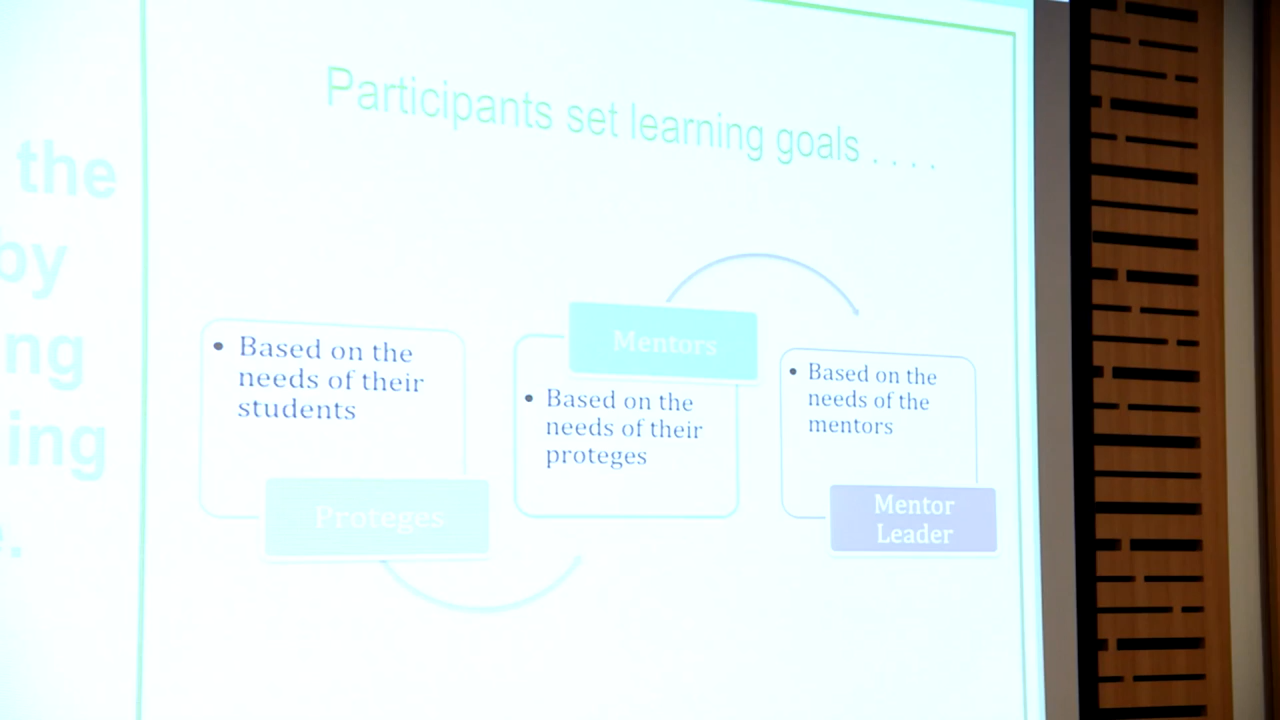 the
by
ng
ing
Participants set learning goals . . . .
• Based on the
needs of their
students
Proteges
Mentors
• Based on the
needs of their
proteges
• Based on the
needs of the
mentors
Mentor
Leader